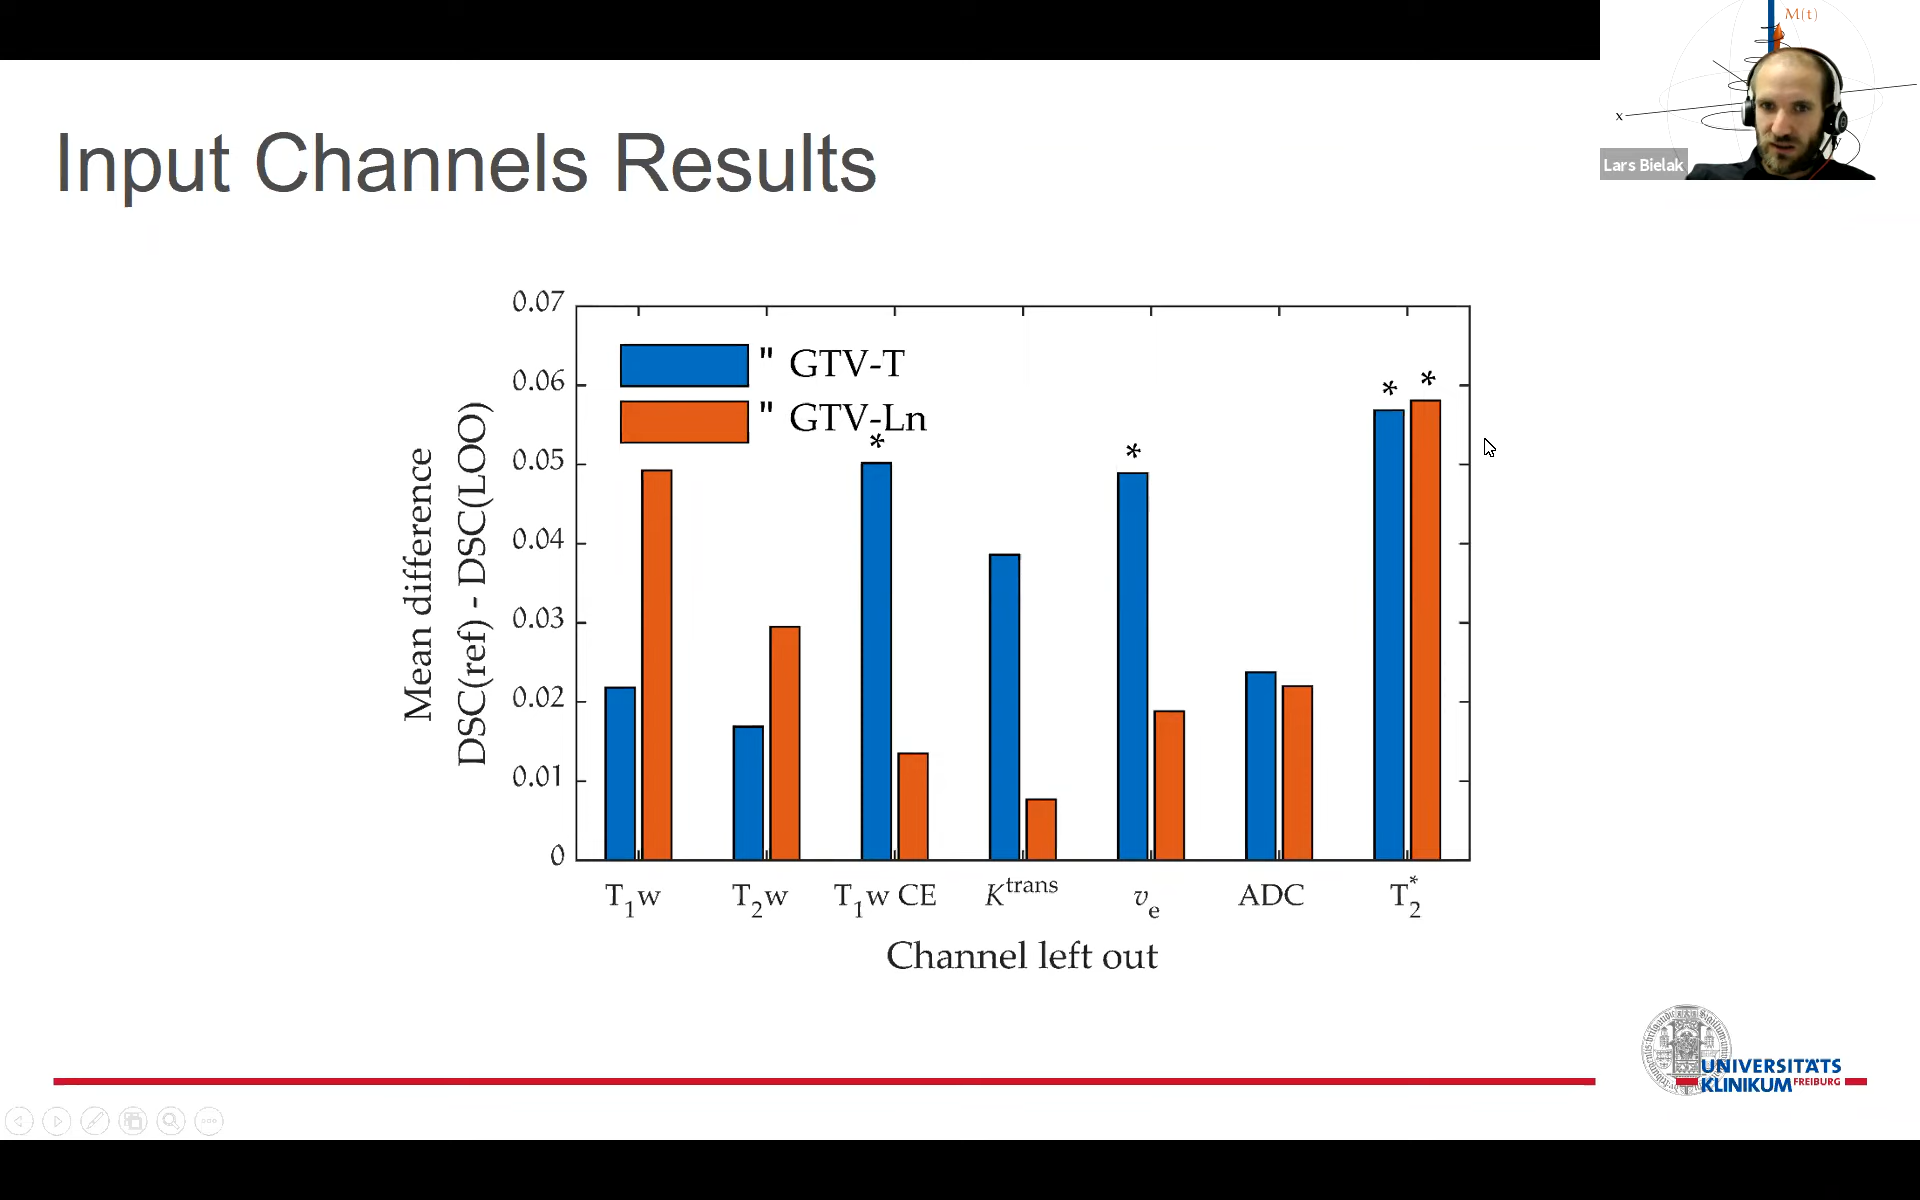 M(t)
x
Lars Bielak
Input Channels Results
0.07
0.06
0.05
0.04
0.03
0.02
0.01
0
Mean difference
DSC(ref) - DSC(LOO)
" GTV-T
" GTV-Ln
*
*
* *
T₁w T₂w T₁w CE Kᵗʳᵃⁿˢ vₑ ADC T₂*
Channel left out
UNIVERSITÄTS
KLINIKUM FREIBURG